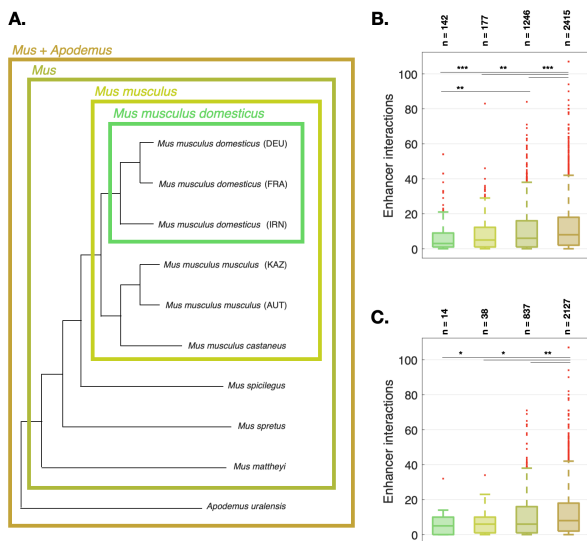 A.
Mus + Apodemus
Mus
Mus musculus
Mus musculus domesticus
Mus musculus domesticus (DEU)
Mus musculus domesticus (FRA)
Mus musculus domesticus (IRN)
Mus musculus musculus (KAZ)
Mus musculus musculus (AUT)
Mus musculus castaneus
Mus spicilegus
Mus spretus
Mus mattheyi
Apodemus uralensis
B.
n = 142
n = 177
n = 1246
n = 2415
Enhancer interactions
100
80
60
40
20
0
*** ** ***
**
C.
n = 14
n = 38
n = 837
n = 2127
Enhancer interactions
100
80
60
40
20
0
* * **